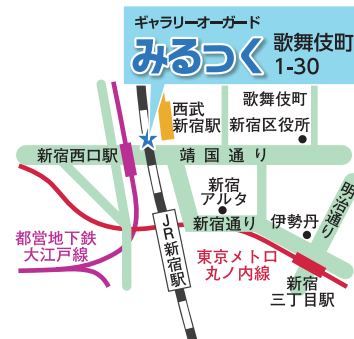 ギャラリーオーガード
みるっく
歌舞伎町
1-30
西武
新宿駅
歌舞伎町
新宿区役所
新宿西口駅
靖国通り
新宿
アルタ
新宿通り
伊勢丹
明治通り
都営地下鉄
大江戸線
JR新宿駅
東京メトロ
丸ノ内線
新宿
三丁目駅